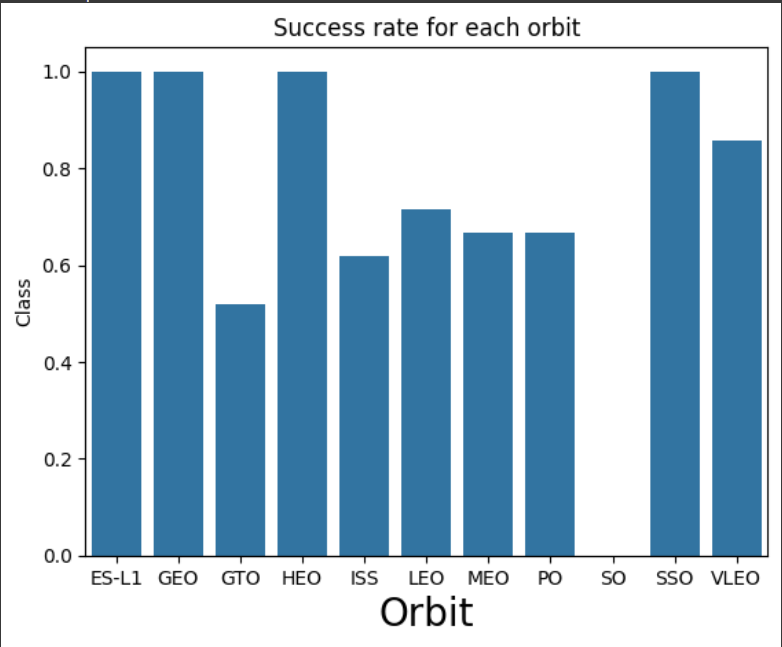 Success rate for each orbit
1.0
0.8
0.6
0.4
0.2
0.0
Class
ES-L1 GEO GTO HEO ISS LEO MEO PO SO SSO VLEO
Orbit